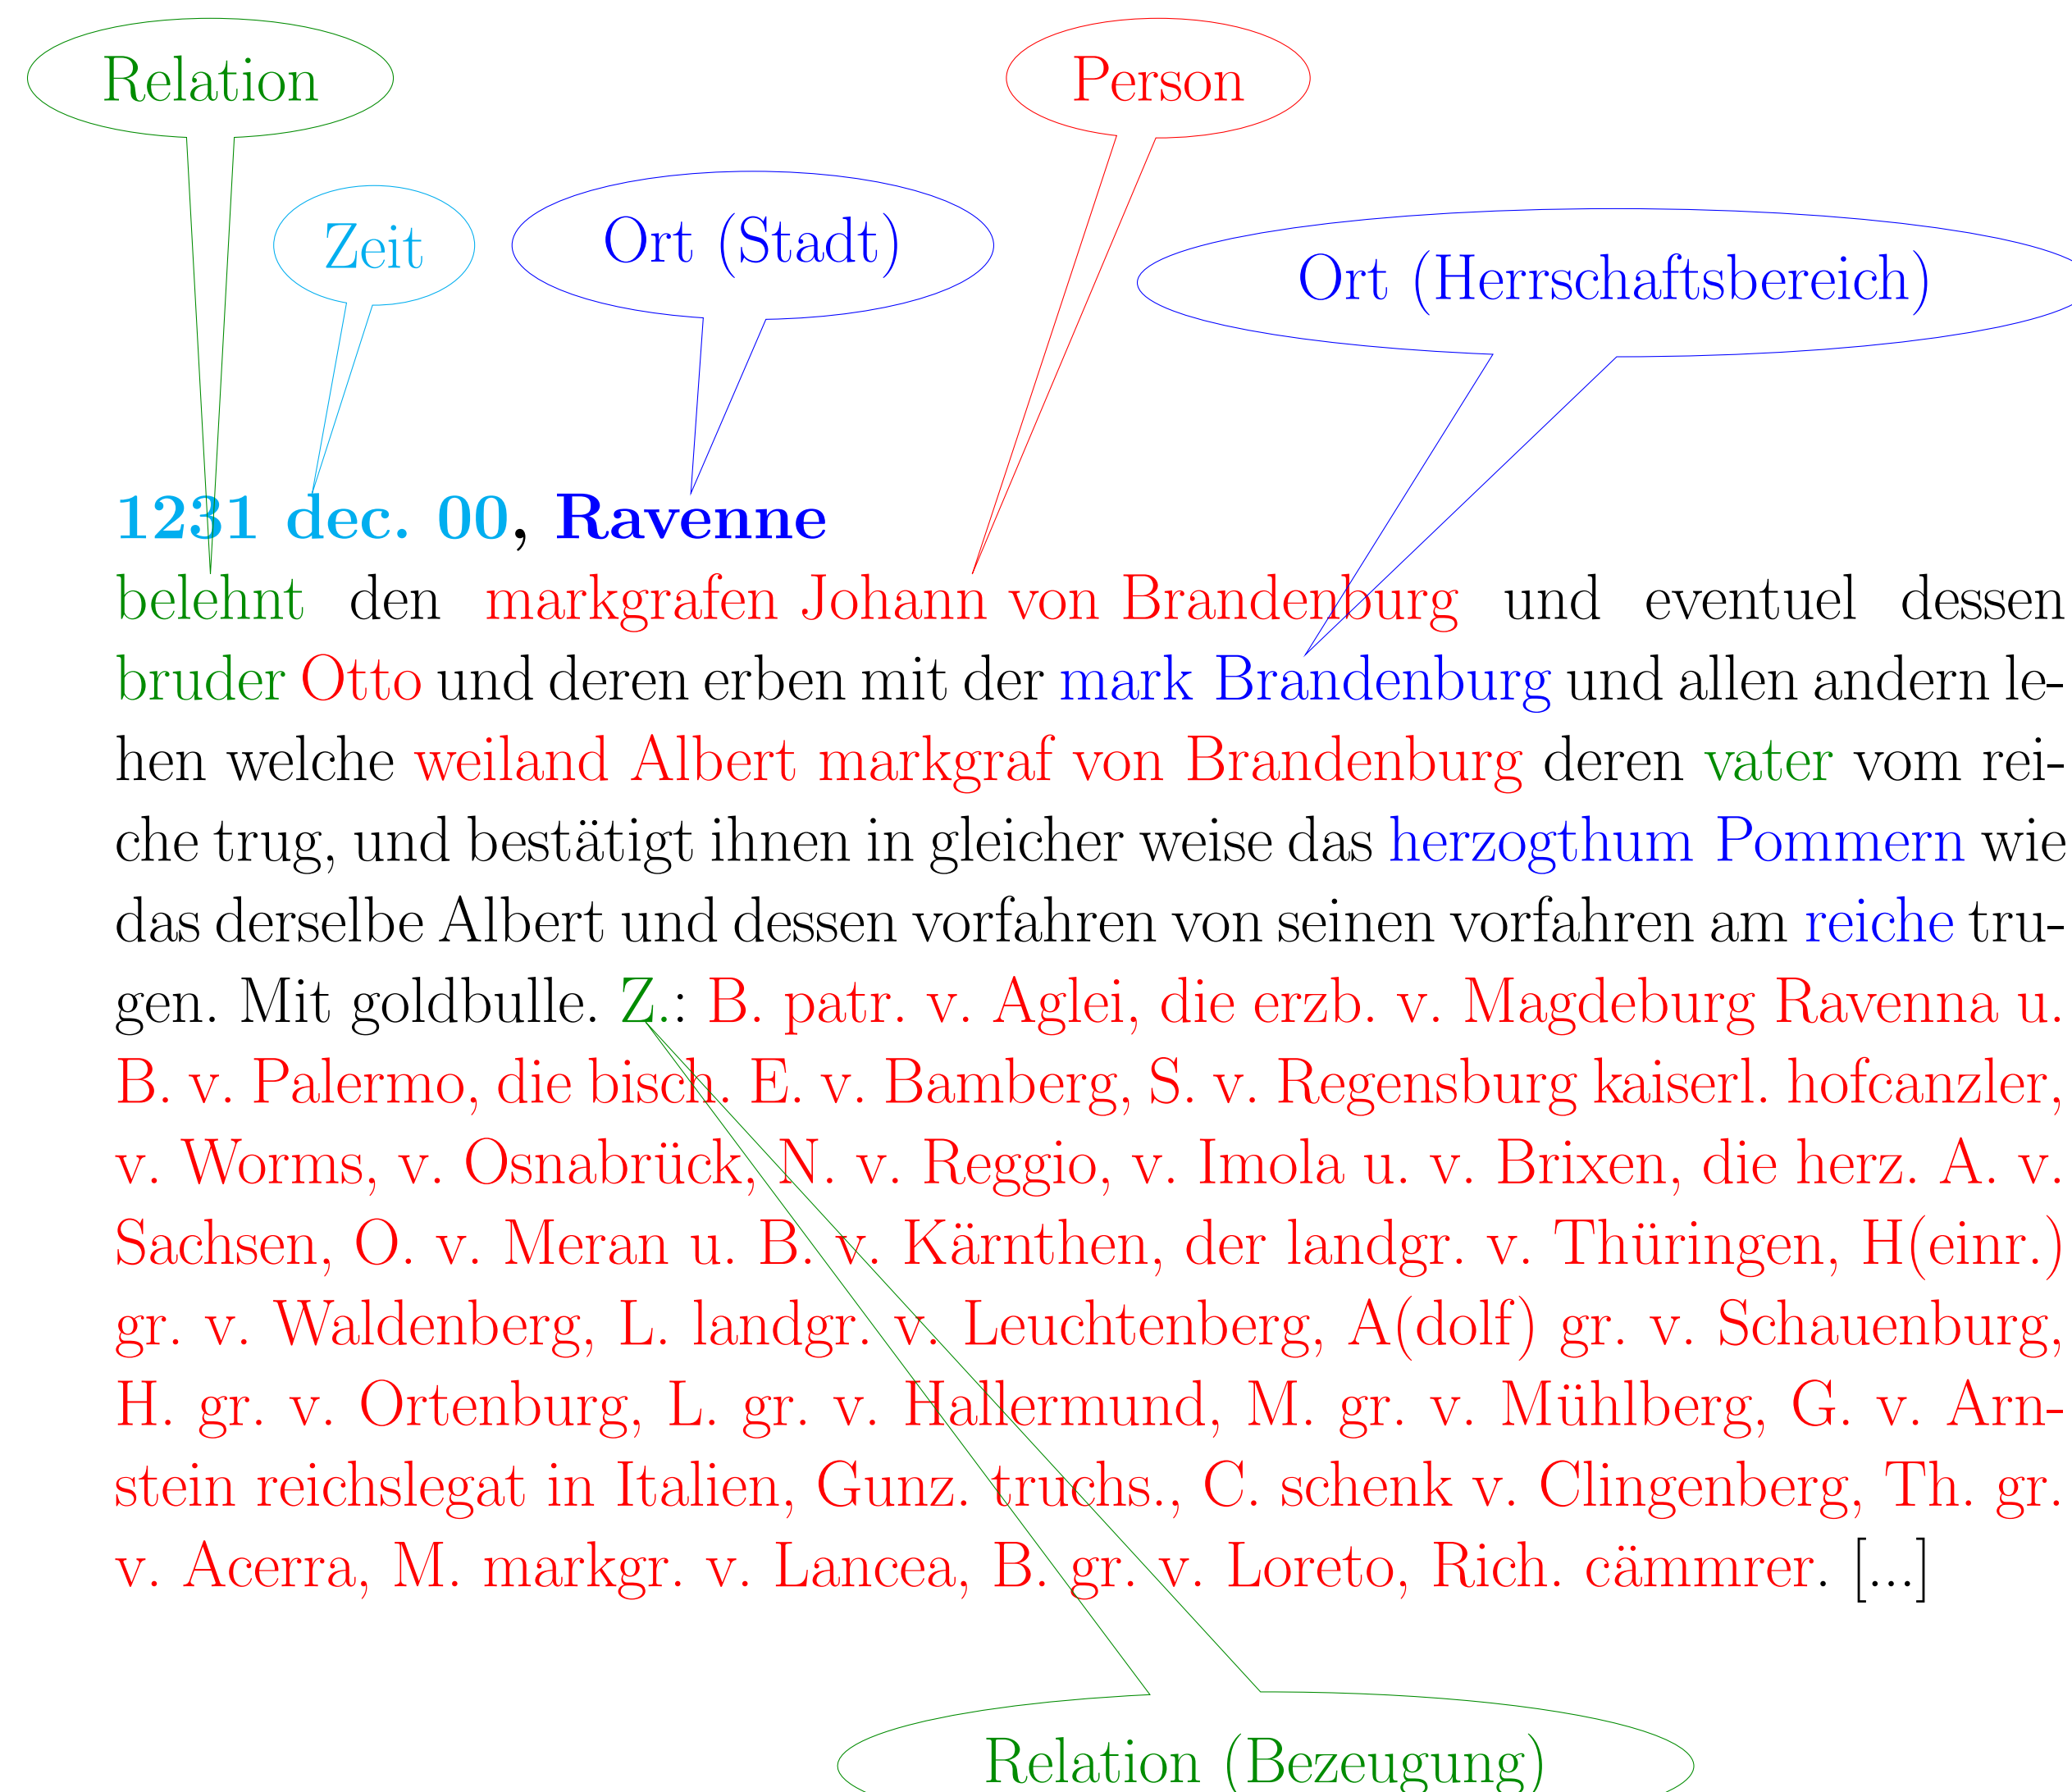 Relation
Person
Zeit
Ort (Stadt)
Ort (Herrschaftsbereich)
1231 dec. 00, Ravenne
belehnt den markgrafen Johann von Brandenburg und eventuel dessen
bruder Otto und deren erben mit der mark Brandenburg und allen andern le-
hen welche weiland Albert markgraf von Brandenburg deren vater vom rei-
che trug, und bestätigt ihnen in gleicher weise das herzogthum Pommern wie
das derselbe Albert und dessen vorfahren von seinen vorfahren am reiche tru-
gen. Mit goldbulle. Z.: B. patr. v. Aglei, die erzb. v. Magdeburg Ravenna u.
B. v. Palermo, die bisch. E. v. Bamberg, S. v. Regensburg kaiserl. hofcanzler,
v. Worms, v. Osnabrück, N. v. Reggio, v. Imola u. v. Brixen, die herz. A. v.
Sachsen, O. v. Meran u. B. v. Kärnthen, der landgr. v. Thüringen, H(einr.)
gr. v. Waldenberg, L. landgr. v. Leuchtenberg, A(dolf) gr. v. Schauenburg,
H. gr. v. Ortenburg, L. gr. v. Hallermund, M. gr. v. Mühlberg, G. v. Arn-
stein reichslegat in Italien, Gunz. truchs., C. schenk v. Clingenberg, Th. gr.
v. Acerra, M. markgr. v. Lancea, B. gr. v. Loreto, Rich. cämmrer. [...]
Relation (Bezeugung)